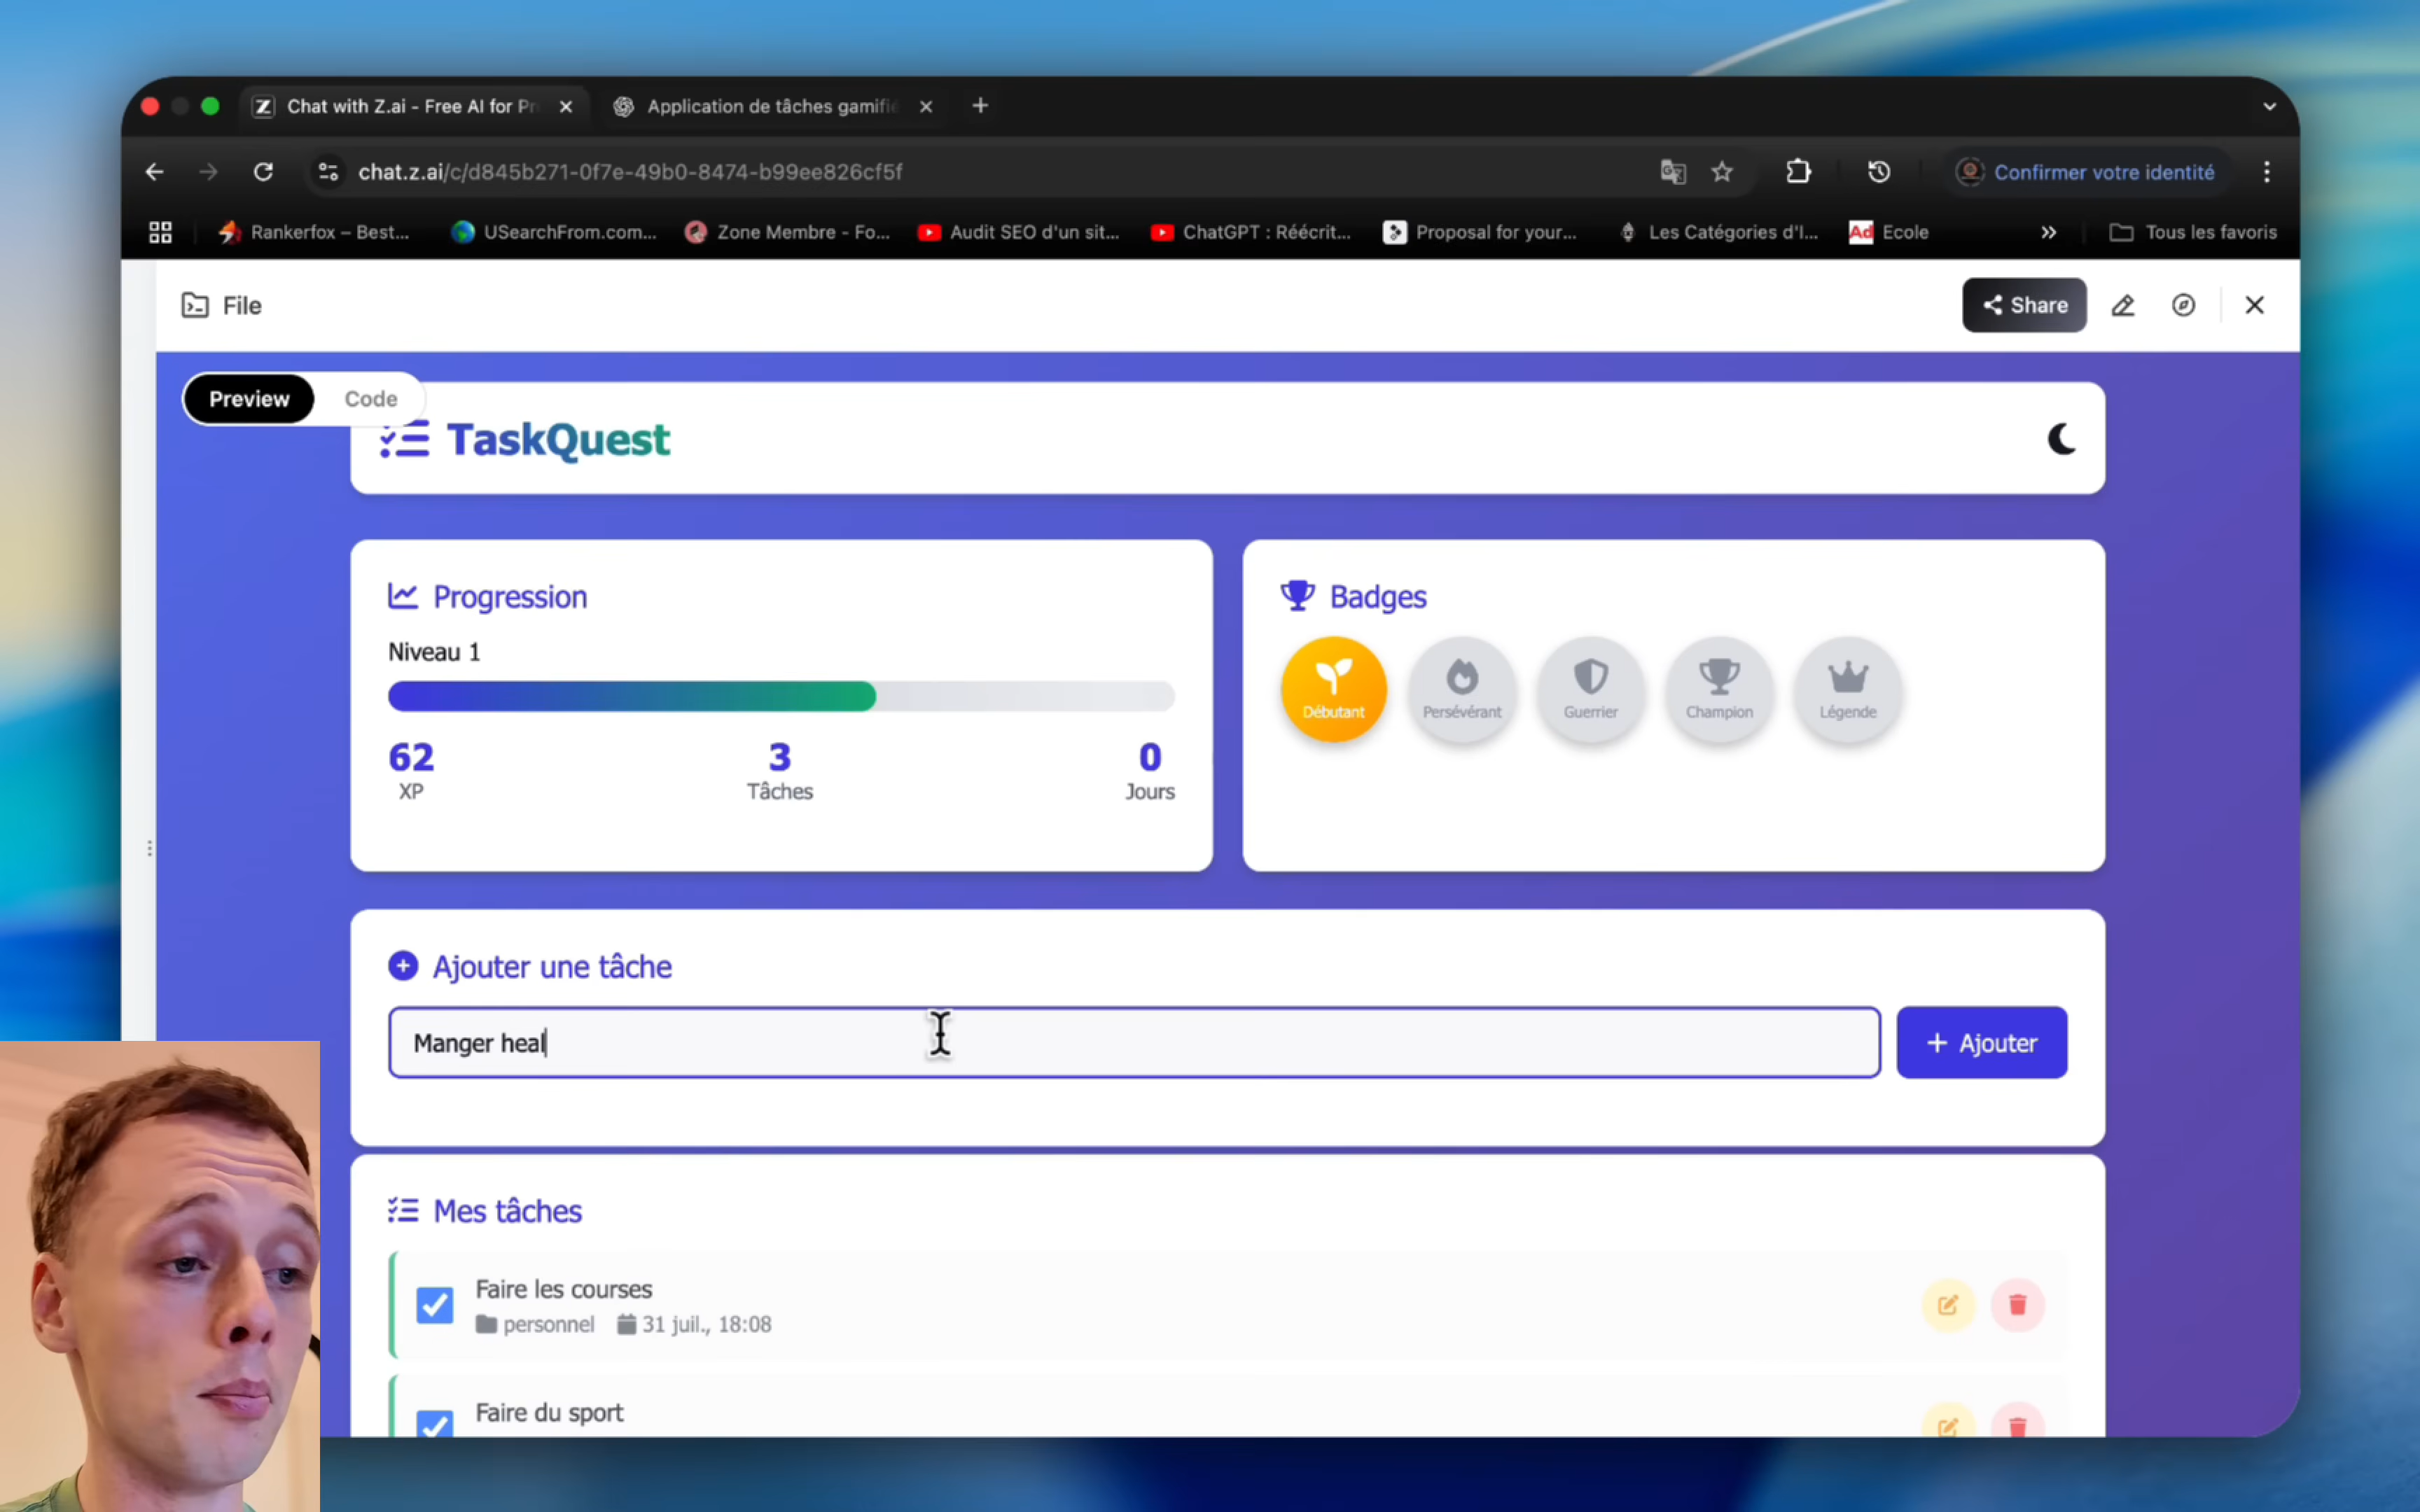 Chat with Z.ai - Free AI for Pr
Application de tâches gamifié
chat.z.ai/c/d845b271-0f7e-49b0-8474-b99ee826cf5f
Confirmer votre identité
Rankerfox – Best...
USearchFrom.com...
Zone Membre - Fo...
Audit SEO d'un sit...
ChatGPT : Réécrit...
Proposal for your...
Les Catégories d'I...
Ad Ecole
Tous les favoris
File
Share
Preview
Code
TaskQuest
Progression
Niveau 1
62
XP
3
Tâches
0
Jours
Badges
Débutant
Persévérant
Guerrier
Champion
Légende
Ajouter une tâche
Manger heal
+ Ajouter
Mes tâches
Faire les courses
personnel 31 juil., 18:08
Faire du sport